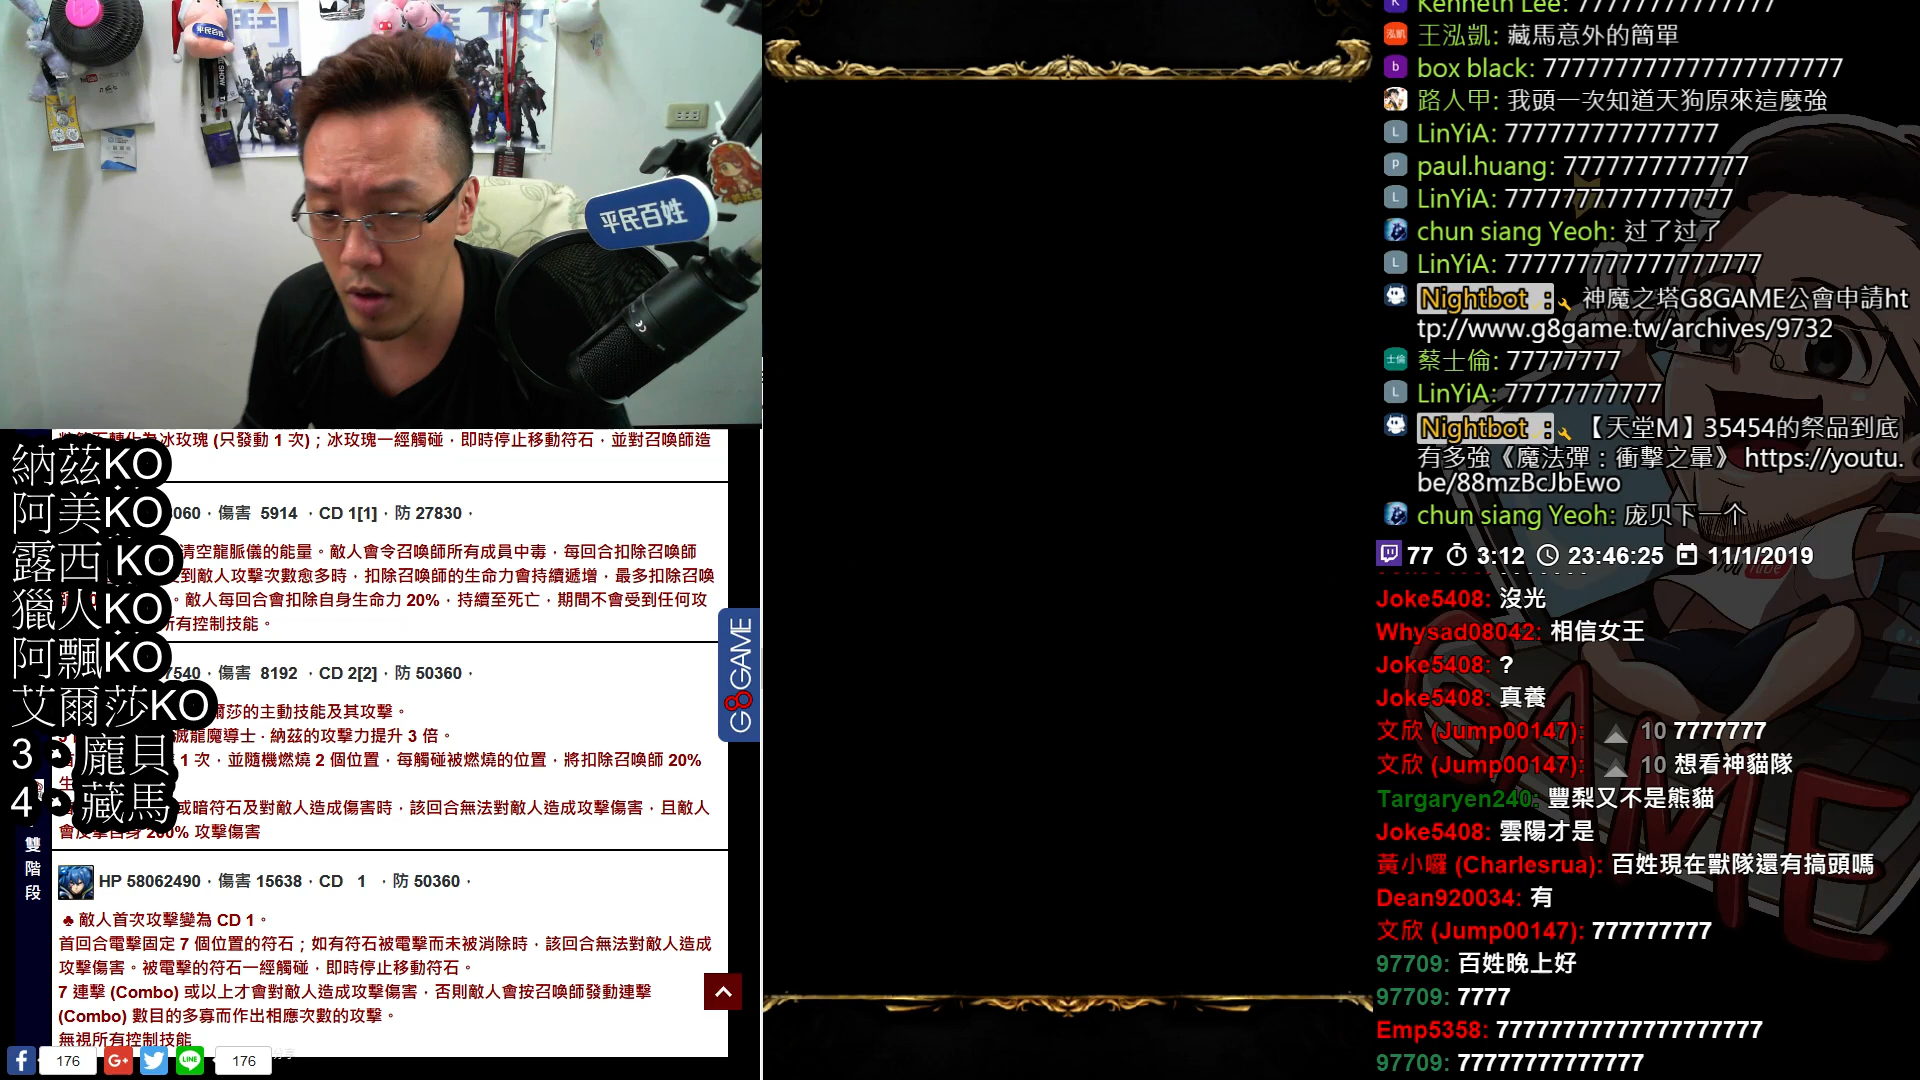 平民百姓
平民百姓
納茲KO
阿美KO
露西 KO
獵人KO
阿飄KO
艾爾莎KO
3 龐貝
4 藏馬
冰玫瑰 (只發動 1 次)；冰玫瑰一經觸碰，即時停止移動符石，並對召喚師造
060．傷害 5914 ．CD 1[1]．防 27830．
清空龍脈儀的能量。敵人會令召喚師所有成員中毒，每回合扣除召喚師
到敵人攻擊次數愈多時，扣除召喚師的生命力會持續遞增，最多扣除召喚
。敵人每回合會扣除自身生命力 20%，持續至死亡，期間不會受到任何攻
所有控制技能。
7540．傷害 8192 ．CD 2[2]．防 50360．
爾莎的主動技能及其攻擊。
滅龍魔導士 ‧ 納茲的攻擊力提升 3 倍。
1 次，並隨機燃燒 2 個位置，每觸碰被燃燒的位置，將扣除召喚師 20%
生
或暗符石及對敵人造成傷害時，該回合無法對敵人造成攻擊傷害，且敵人
會反擊自身 200% 攻擊傷害
雙階段
HP 58062490．傷害 15638．CD 1 ．防 50360．
♣ 敵人首次攻擊變為 CD 1。
首回合電擊固定 7 個位置的符石；如有符石被電擊而未被消除時，該回合無法對敵人造成
攻擊傷害。被電擊的符石一經觸碰，即時停止移動符石。
7 連擊 (Combo) 或以上才會對敵人造成攻擊傷害，否則敵人會按召喚師發動連擊
(Combo) 數目的多寡而作出相應次數的攻擊。
無視所有控制技能
176
G+
LINE
176
分享
G8GAME
Kenneth Lee: 77777777777777
王泓凱: 藏馬意外的簡單
box black: 777777777777777777777
路人甲: 我頭一次知道天狗原來這麼強
LinYiA: 777777777777777
paul.huang: 7777777777777
LinYiA: 7777777777777777
chun siang Yeoh: 过了过了
LinYiA: 777777777777777777
Nightbot : 神魔之塔G8GAME公會申請ht
tp://www.g8game.tw/archives/9732
蔡士倫: 77777777
LinYiA: 77777777777
Nightbot : 【天堂M】35454的祭品到底
有多強《魔法彈：衝擊之暈》 https://youtu.
be/88mzBcJbEwo
chun siang Yeoh: 庞贝下一个
77 3:12 23:46:25 11/1/2019
Joke5408: 沒光
Whysad08042: 相信女王
Joke5408: ?
Joke5408: 真養
文欣 (Jump00147): 10 7777777
文欣 (Jump00147): 10 想看神貓隊
Targaryen240: 豐梨又不是熊貓
Joke5408: 雲陽才是
黃小囉 (Charlesrua): 百姓現在獸隊還有搞頭嗎
Dean920034: 有
文欣 (Jump00147): 777777777
97709: 百姓晚上好
97709: 7777
Emp5358: 77777777777777777777
97709: 77777777777777